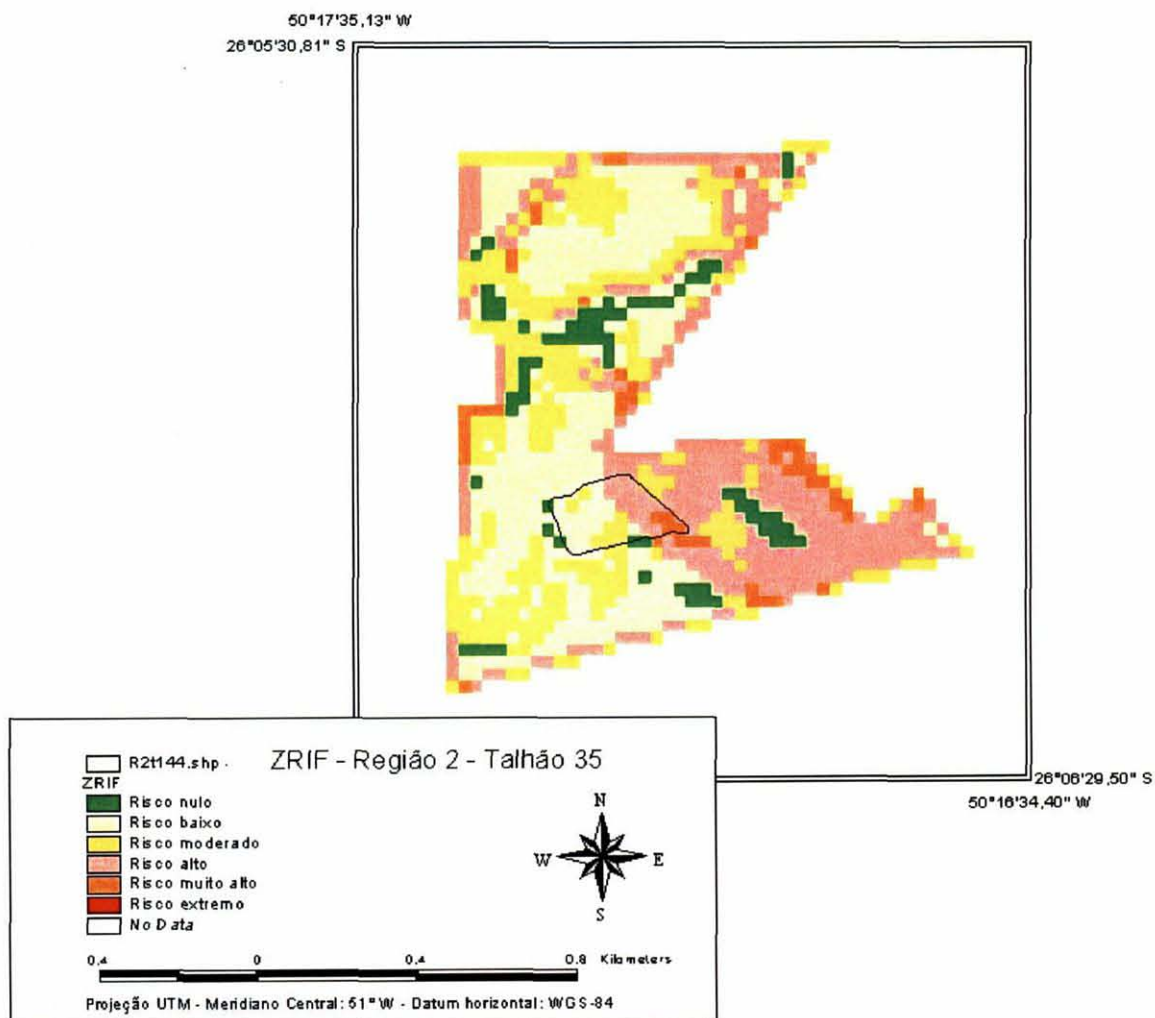 50°17'35,13" W
26°05'30,81" S
26°06'29,50" S
50°16'34,40" W
ZRIF - Região 2 - Talhão 35
R2t144.shp
ZRIF
Risco nulo
Risco baixo
Risco moderado
Risco alto
Risco muito alto
Risco extremo
No Data
N
W E
S
0,4 0 0,4 0,8 Kilometers
Projeção UTM - Meridiano Central: 51° W - Datum horizontal: WGS-84